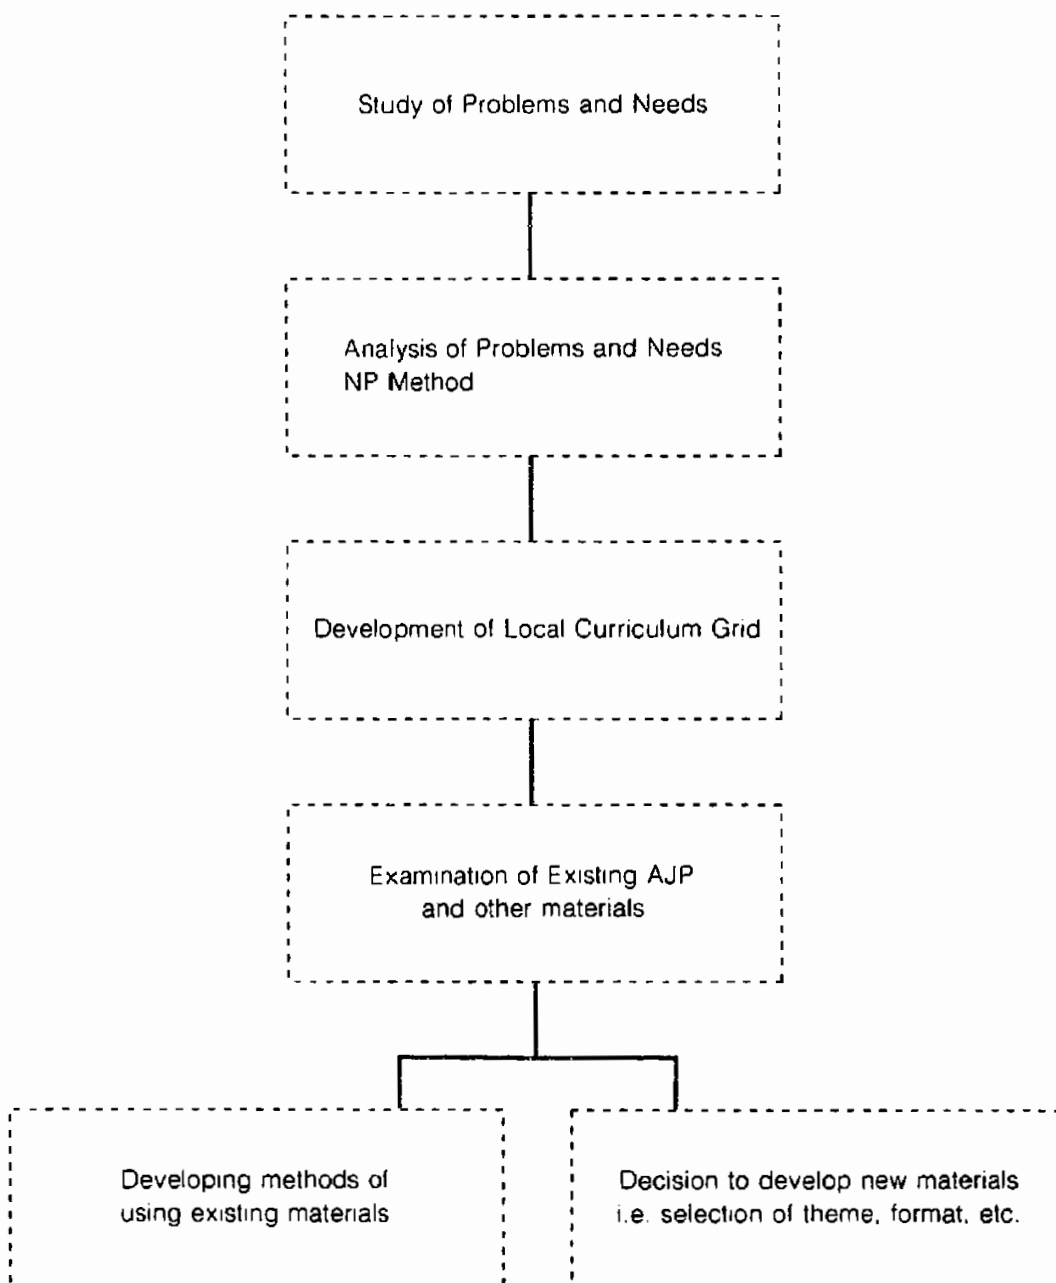 Study of Problems and Needs
Analysis of Problems and Needs
NP Method
Development of Local Curriculum Grid
Examination of Existing AJP
and other materials
Developing methods of
using existing materials
Decision to develop new materials
i.e. selection of theme, format, etc.